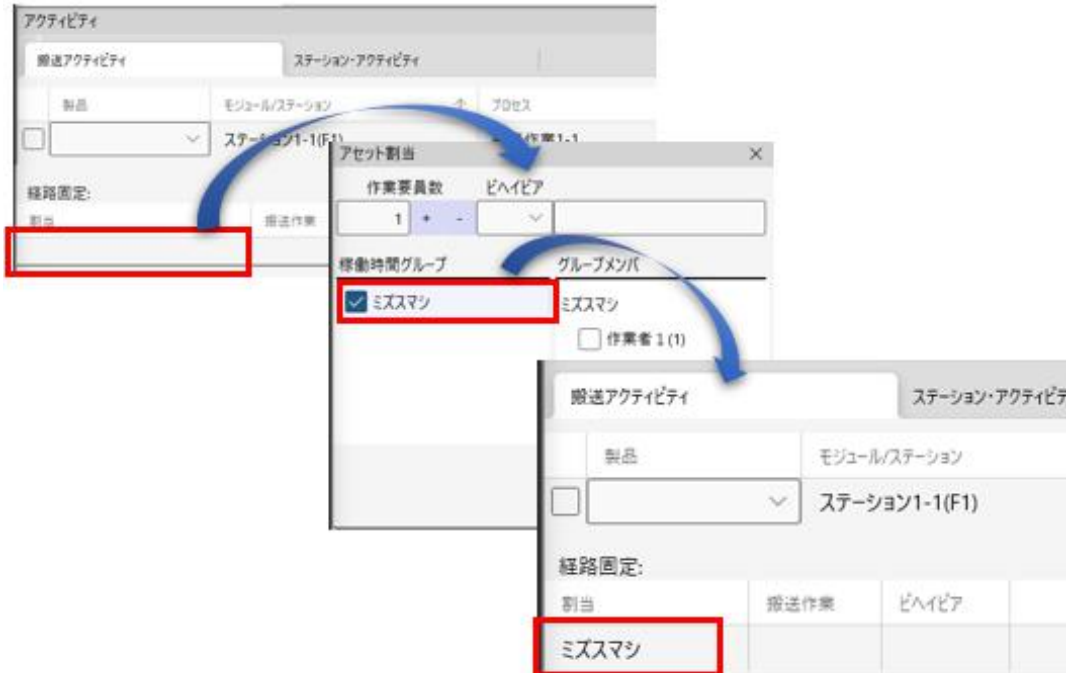 アクティビティ
搬送アクティビティ ステーション・アクティビティ
製品 モジュール/ステーション ↑ プロセス
ステーション1-1(F1) 作業1-1
経路固定:
割当 搬送作業
アセット割当 ×
作業要員数 ビヘイビア
1 + -
稼働時間グループ グループメンバ
ミズスマシ ミズスマシ
作業者1(1)
搬送アクティビティ ステーション・アクティビテ
製品 モジュール/ステーション
ステーション1-1(F1)
経路固定:
割当 搬送作業 ビヘイビア
ミズスマシ